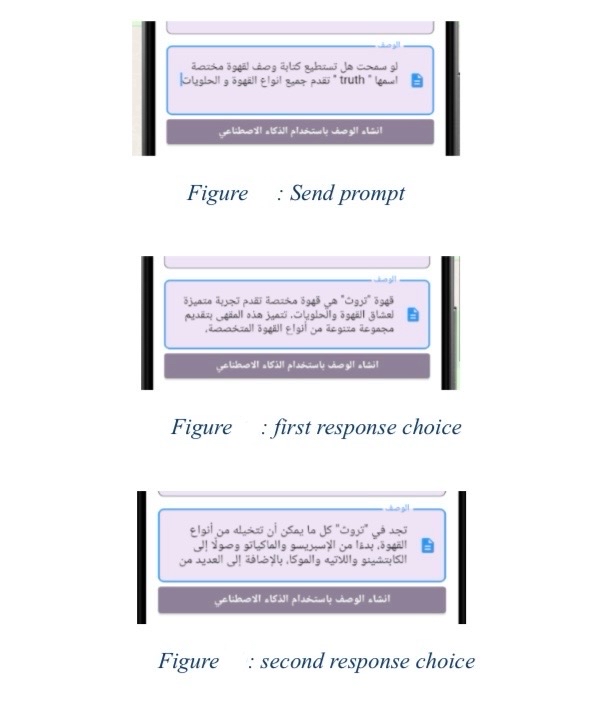 الوصف
لو سمحت هل تستطيع كتابة وصف لقهوة مختصة
اسمها " truth " تقدم جميع انواع القهوة و الحلويات
انشاء الوصف باستخدام الذكاء الاصطناعي
Figure : Send prompt
الوصف
قهوة "تروث" هي قهوة مختصة تقدم تجربة متميزة
لعشاق القهوة والحلويات. تتميز هذه المقهى بتقديم
مجموعة متنوعة من أنواع القهوة المتخصصة،
انشاء الوصف باستخدام الذكاء الاصطناعي
Figure : first response choice
الوصف
تجد في "تروث" كل ما يمكن أن تتخيله من أنواع
القهوة، بدءًا من الإسبريسو والماكياتو وصولًا إلى
الكابتشينو واللاتيه والموكا، بالإضافة إلى العديد من
انشاء الوصف باستخدام الذكاء الاصطناعي
Figure : second response choice